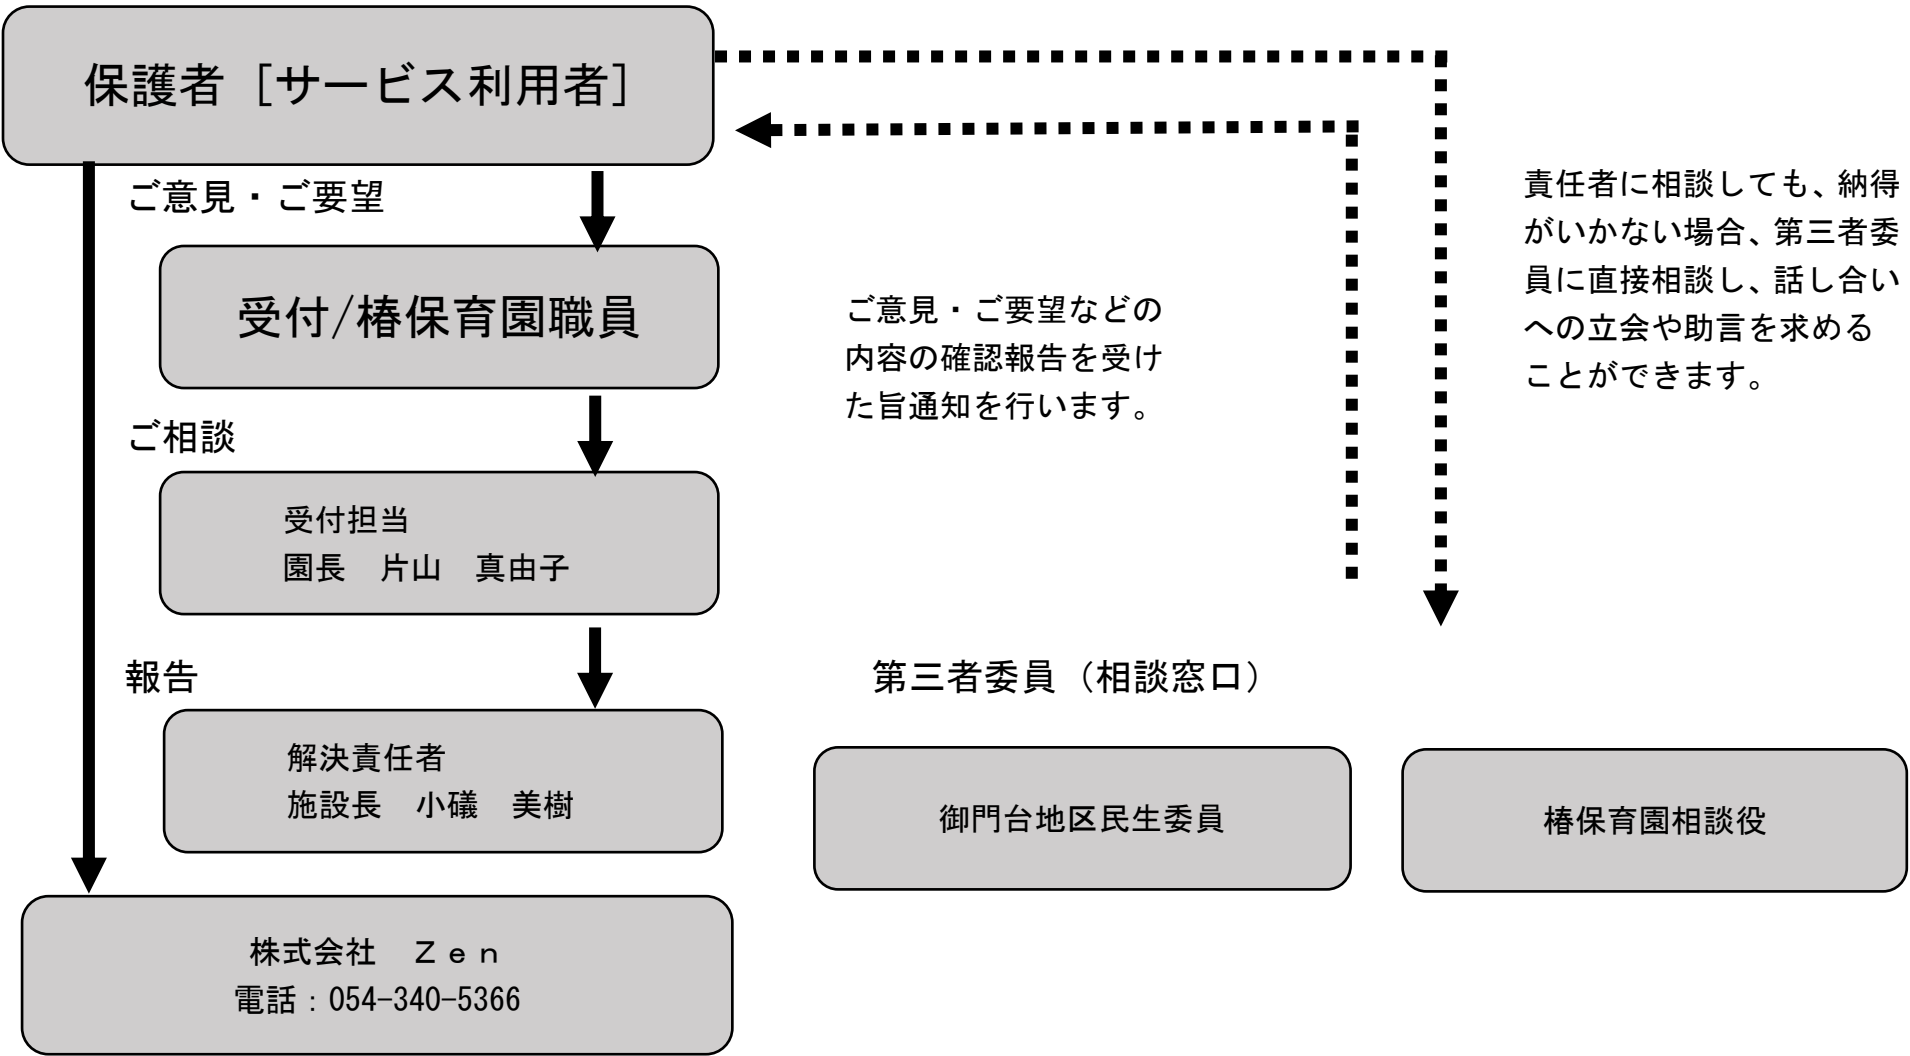 保護者［サービス利用者］
ご意見・ご要望
受付/椿保育園職員
ご相談
受付担当
園長　片山　真由子
報告
解決責任者
施設長　小礒　美樹
株式会社　Ｚｅｎ
電話：054-340-5366
ご意見・ご要望などの
内容の確認報告を受け
た旨通知を行います。
責任者に相談しても、納得
がいかない場合、第三者委
員に直接相談し、話し合い
への立会や助言を求める
ことができます。
第三者委員（相談窓口）
御門台地区民生委員
椿保育園相談役